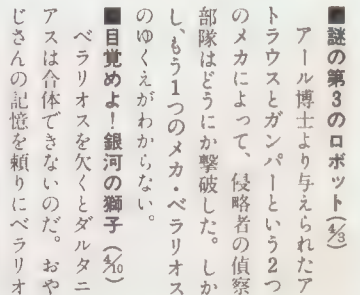 ■謎の第3のロボット(4/3)
アール博士より与えられたア
トラウスとガンパーという2つ
のメカによって、侵略者の偵察
部隊はどうにか撃破した。しか
し、もう1つのメカ・ベラリオス
のゆくえがわからない。
■目覚めよ!銀河の獅子(4/10)
ベラリオスを欠くとダルタニ
アスは合体できないのだ。おや
じさんの記憶を頼りにベラリオ